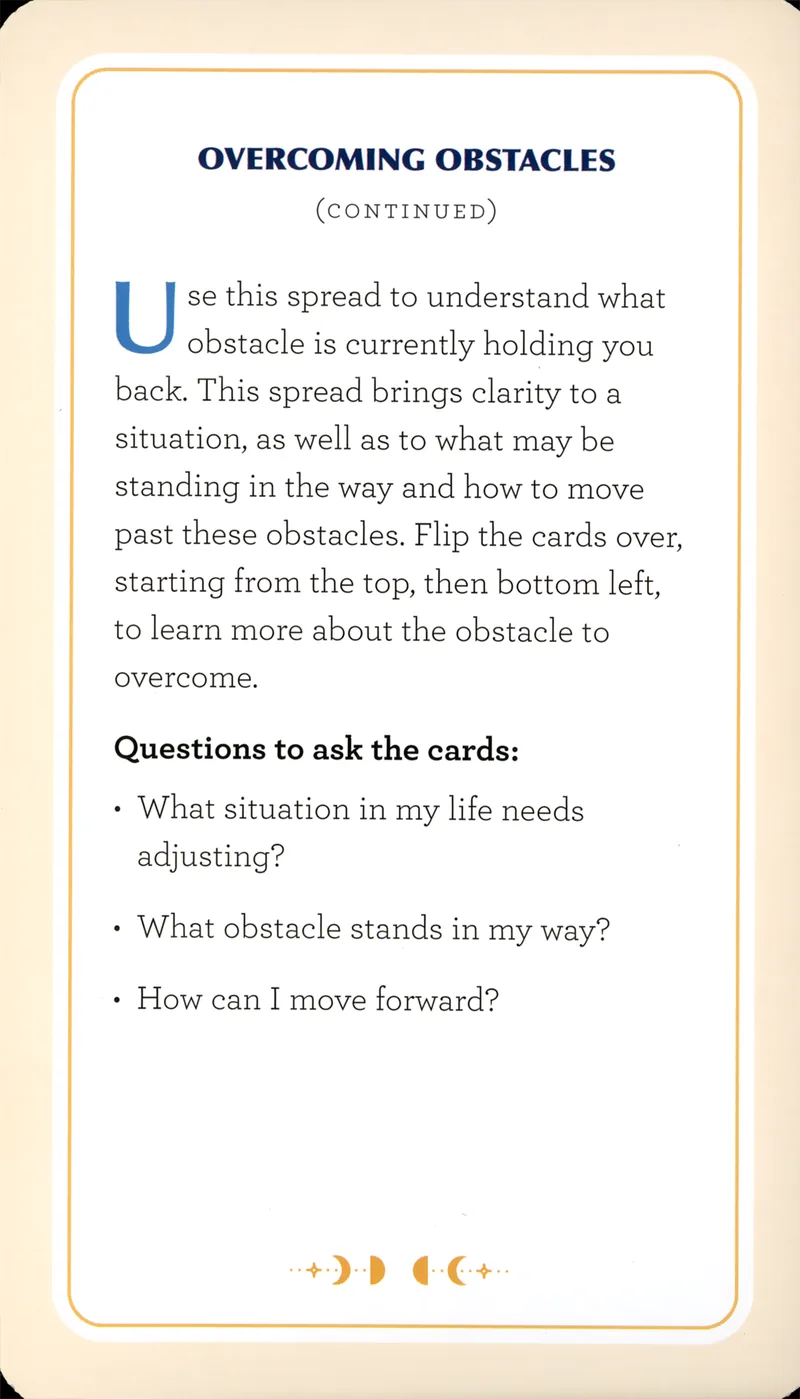 OVERCOMING OBSTACLES
(CONTINUED)
Use this spread to understand what
obstacle is currently holding you
back. This spread brings clarity to a
situation, as well as to what may be
standing in the way and how to move
past these obstacles. Flip the cards over,
starting from the top, then bottom left,
to learn more about the obstacle to
overcome.
Questions to ask the cards:
• What situation in my life needs
adjusting?
• What obstacle stands in my way?
• How can I move forward?